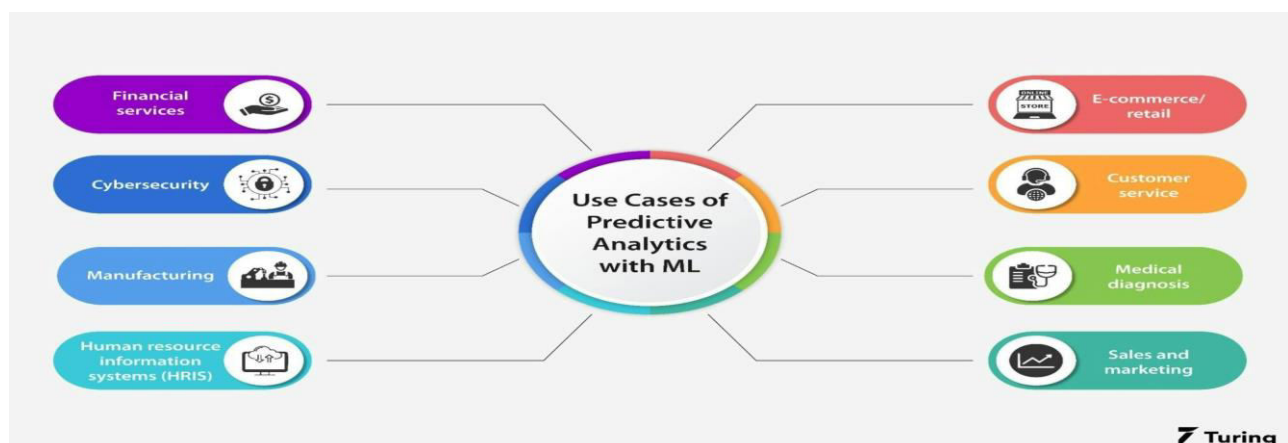 Financial
services
Cybersecurity
Manufacturing
Human resource
information
systems (HRIS)
Use Cases of
Predictive
Analytics
with ML
ONLINE
STORE
E-commerce/
retail
Customer
service
Medical
diagnosis
Sales and
marketing
Turing